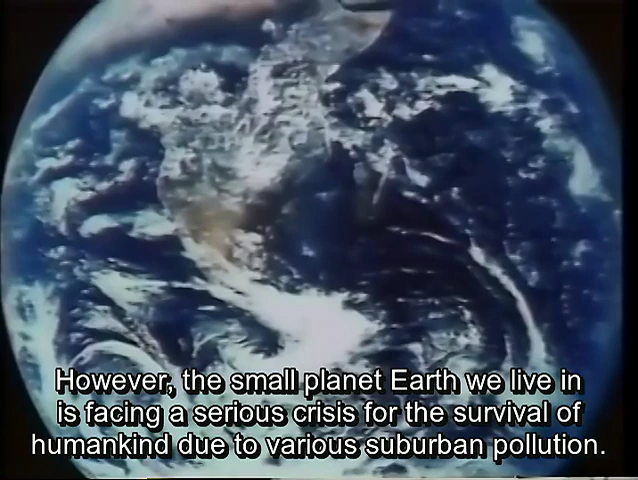 However, the small planet Earth we live in
is facing a serious crisis for the survival of
humankind due to various suburban pollution.